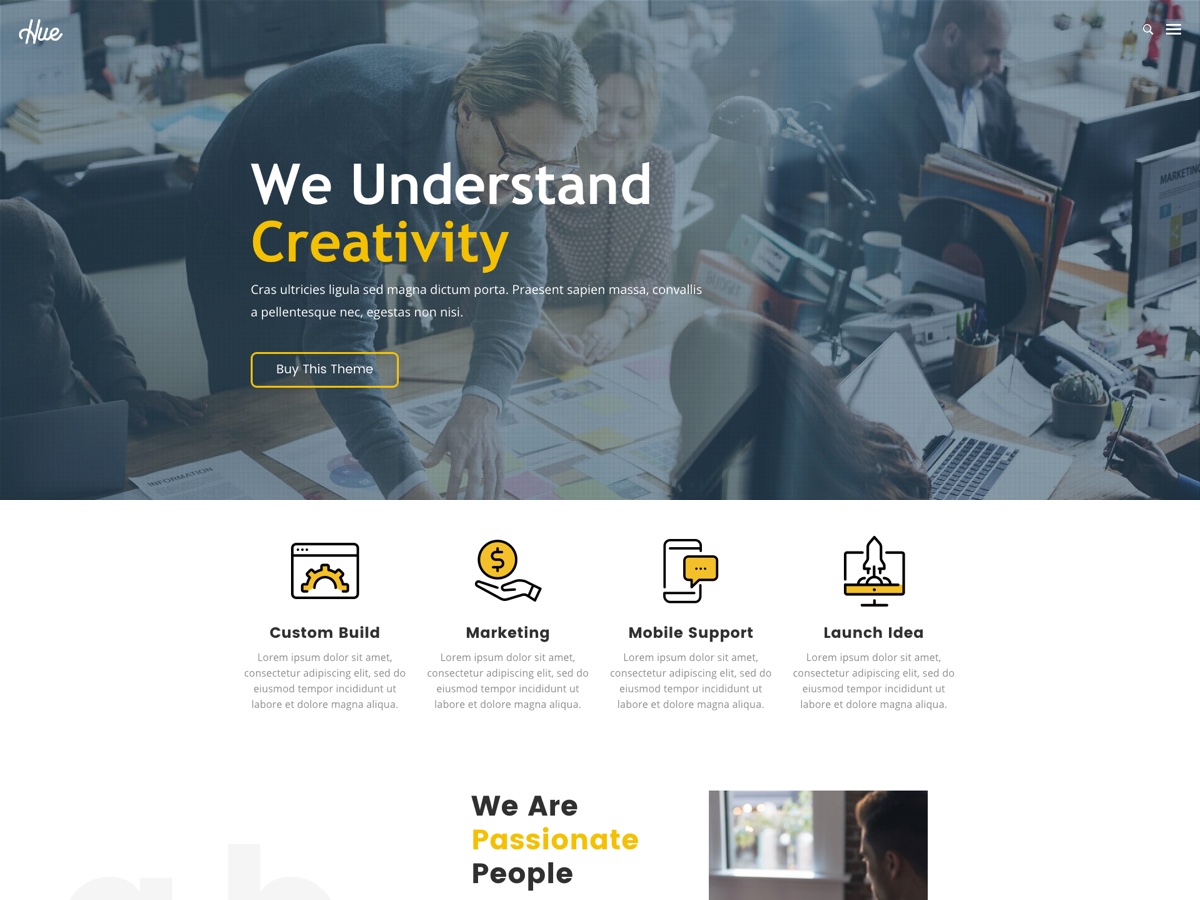 Hue
MARKETING
We Understand
Creativity
Cras ultricies ligula sed magna dictum porta. Praesent sapien massa, convallis
a pellentesque nec, egestas non nisi.
Buy This Theme
INFORMATION
Custom Build
Marketing
Mobile Support
Launch Idea
Lorem ipsum dolor sit amet,
consectetur adipiscing elit, sed do
eiusmod tempor incididunt ut
labore et dolore magna aliqua.
Lorem ipsum dolor sit amet,
consectetur adipiscing elit, sed do
eiusmod tempor incididunt ut
labore et dolore magna aliqua.
Lorem ipsum dolor sit amet,
consectetur adipiscing elit, sed do
eiusmod tempor incididunt ut
labore et dolore magna aliqua.
Lorem ipsum dolor sit amet,
consectetur adipiscing elit, sed do
eiusmod tempor incididunt ut
labore et dolore magna aliqua.
We Are
Passionate
People